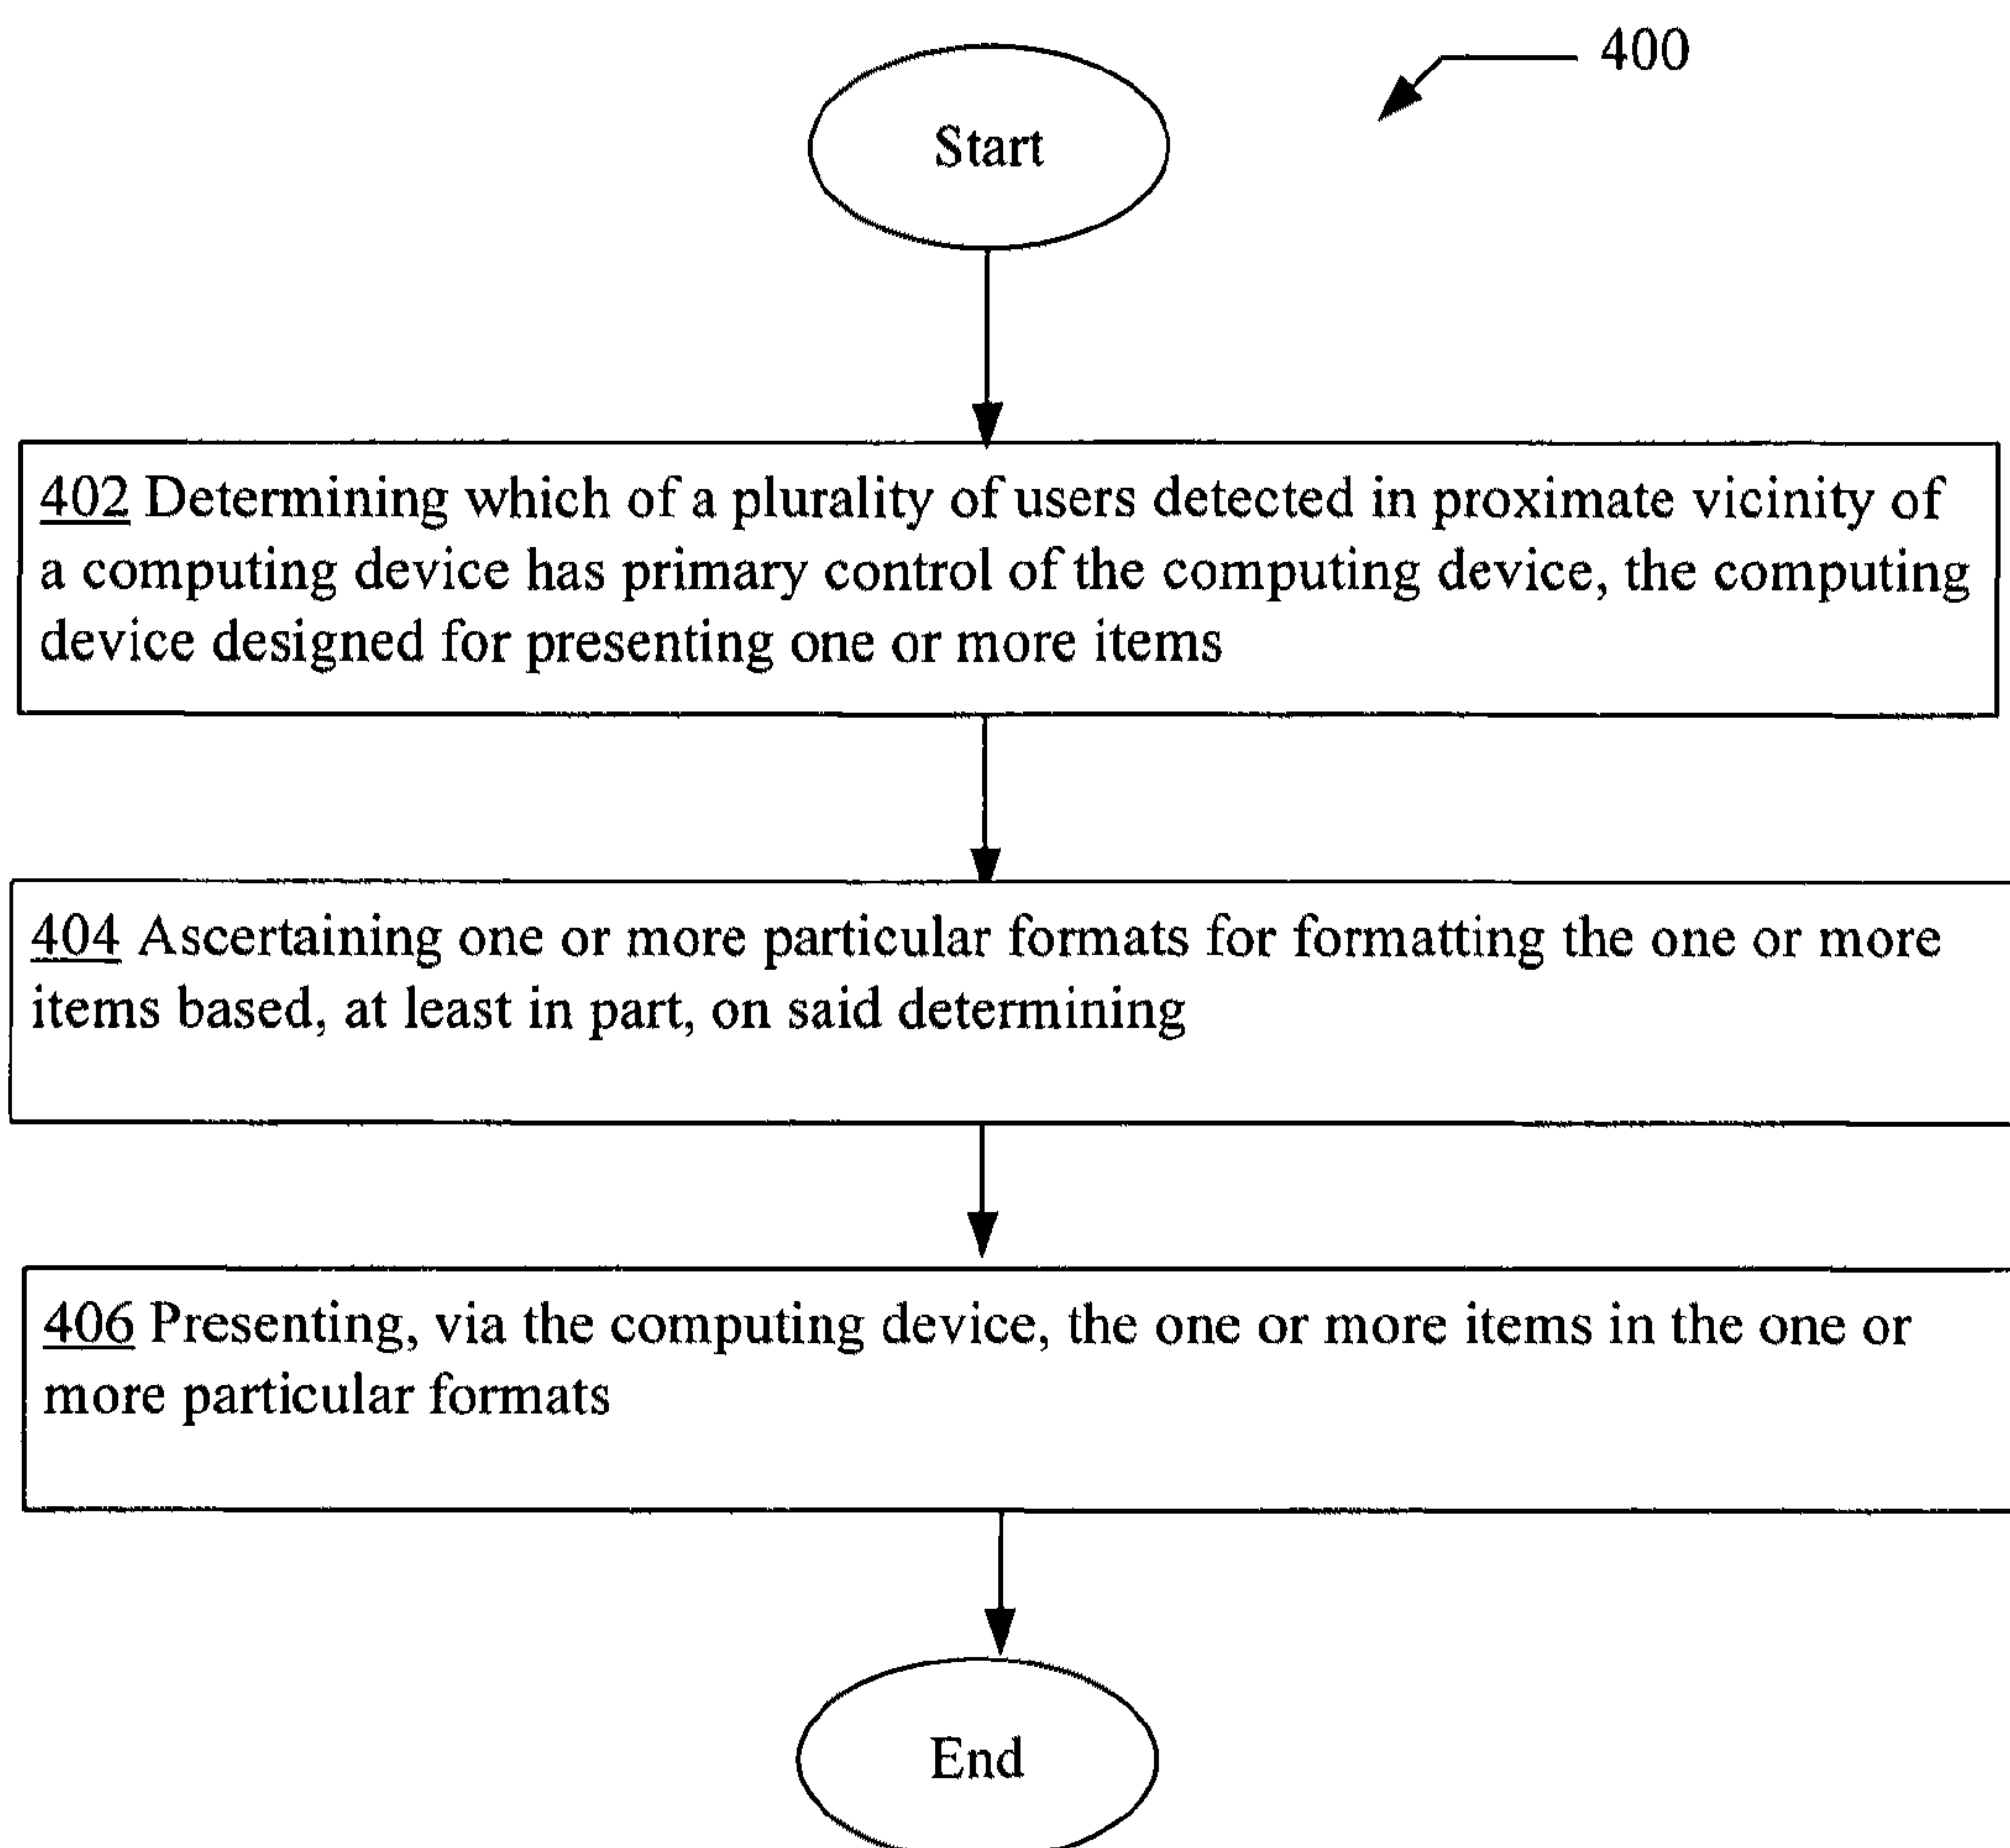 400
Start
402 Determining which of a plurality of users detected in proximate vicinity of
a computing device has primary control of the computing device, the computing
device designed for presenting one or more items
404 Ascertaining one or more particular formats for formatting the one or more
items based, at least in part, on said determining
406 Presenting, via the computing device, the one or more items in the one or
more particular formats
End